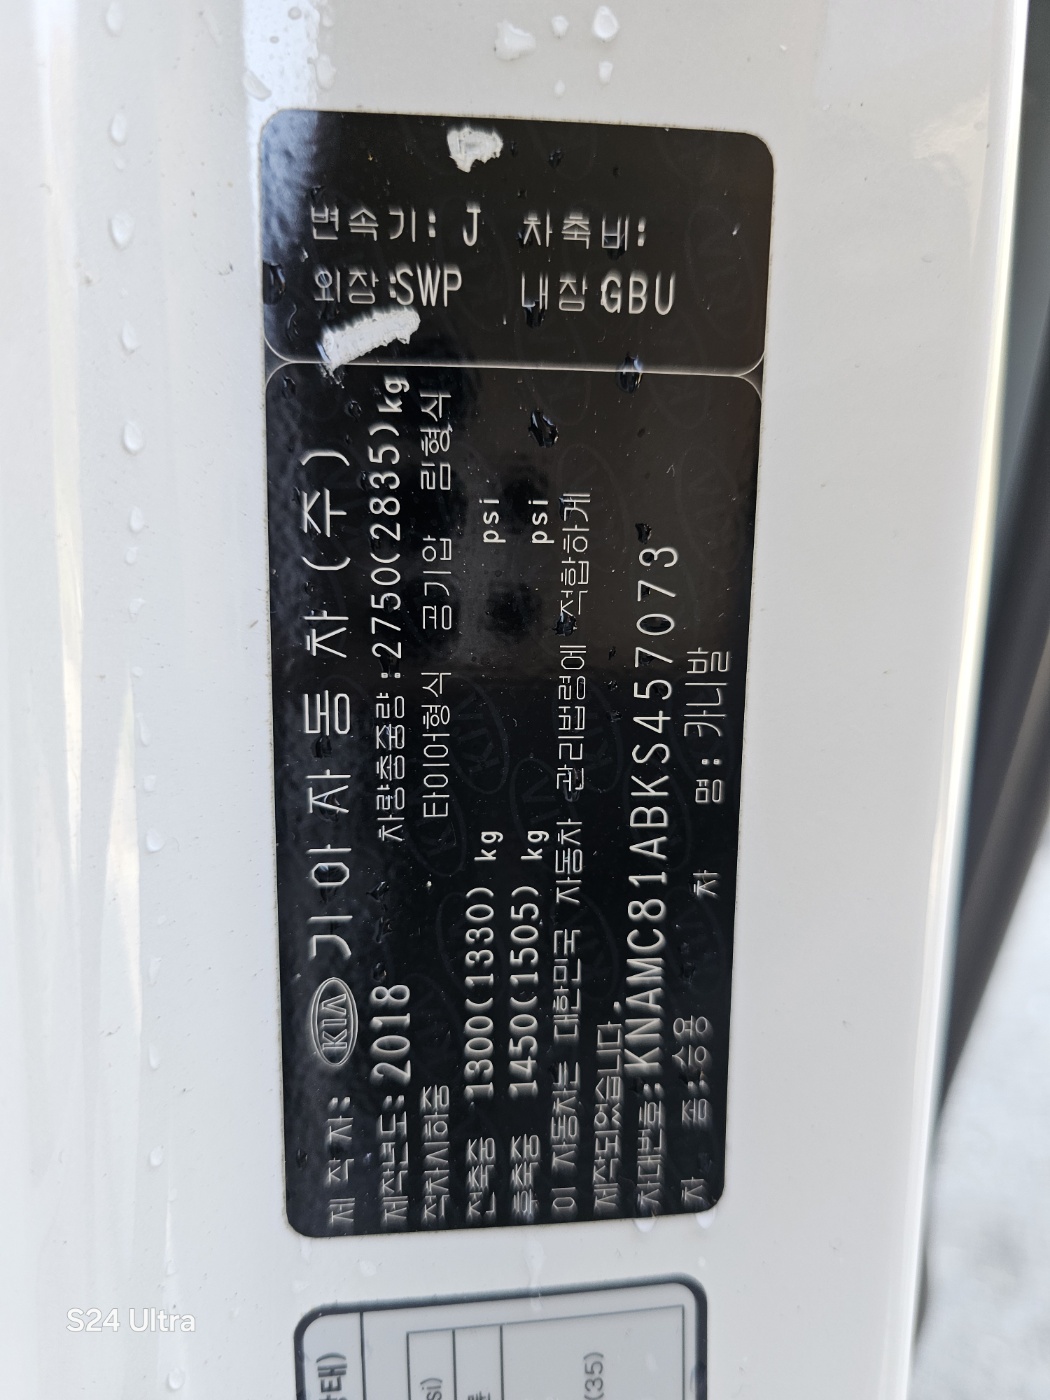 변속기: J 차축비:
외장:SWP 내장:GBU
제 작 자: KIA 기아자동차(주)
제작년도:2018 차량총중량:2750(2835)kg
적차시하중 타이어형식 공기압 림형식
전축중 1300(1330) kg psi
후축중 1450(1505) kg psi
이 자동차는 대한민국 자동차 관리법령에 적합하게
제작되었습니다.
차대번호:KNAMC81ABKS457073
차 종:승용 차 명: 카니발
(35)
S24 Ultra